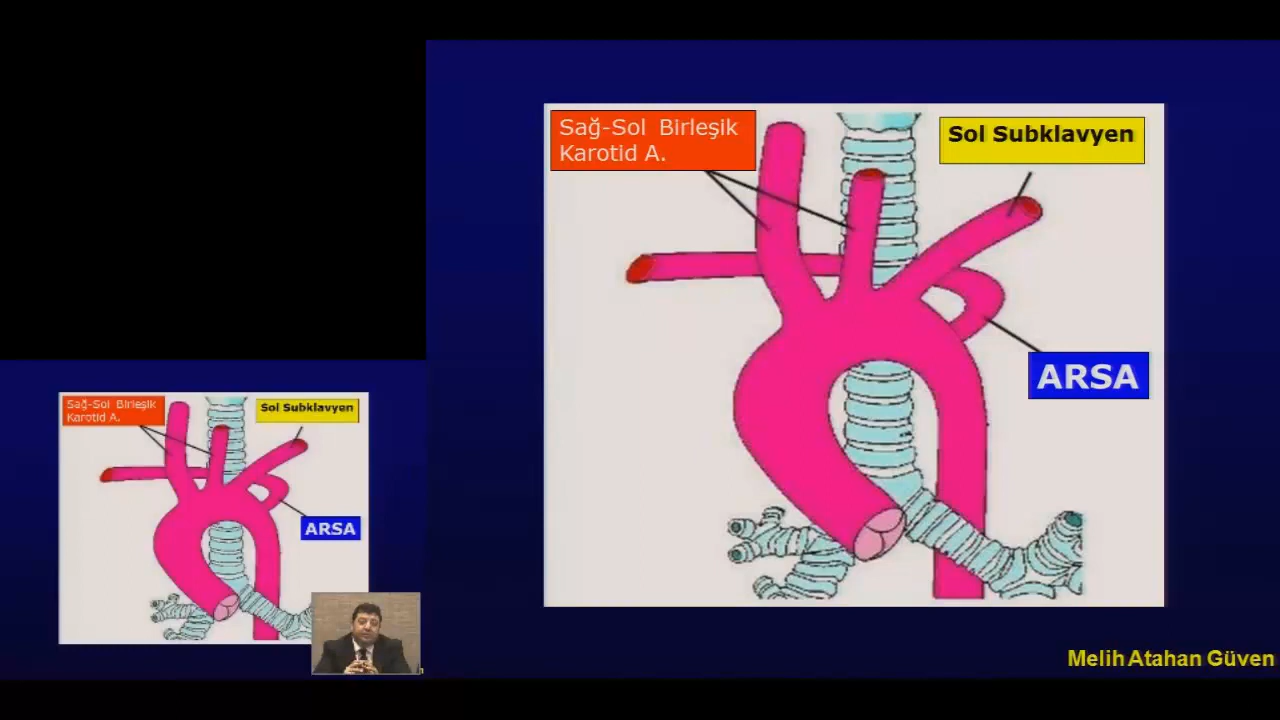 Sağ-Sol Birleşik
Karotid A.
Sol Subklavyen
ARSA
Sağ-Sol Birleşik
Karotid A.
Sol Subklavyen
ARSA
Melih Atahan Güven